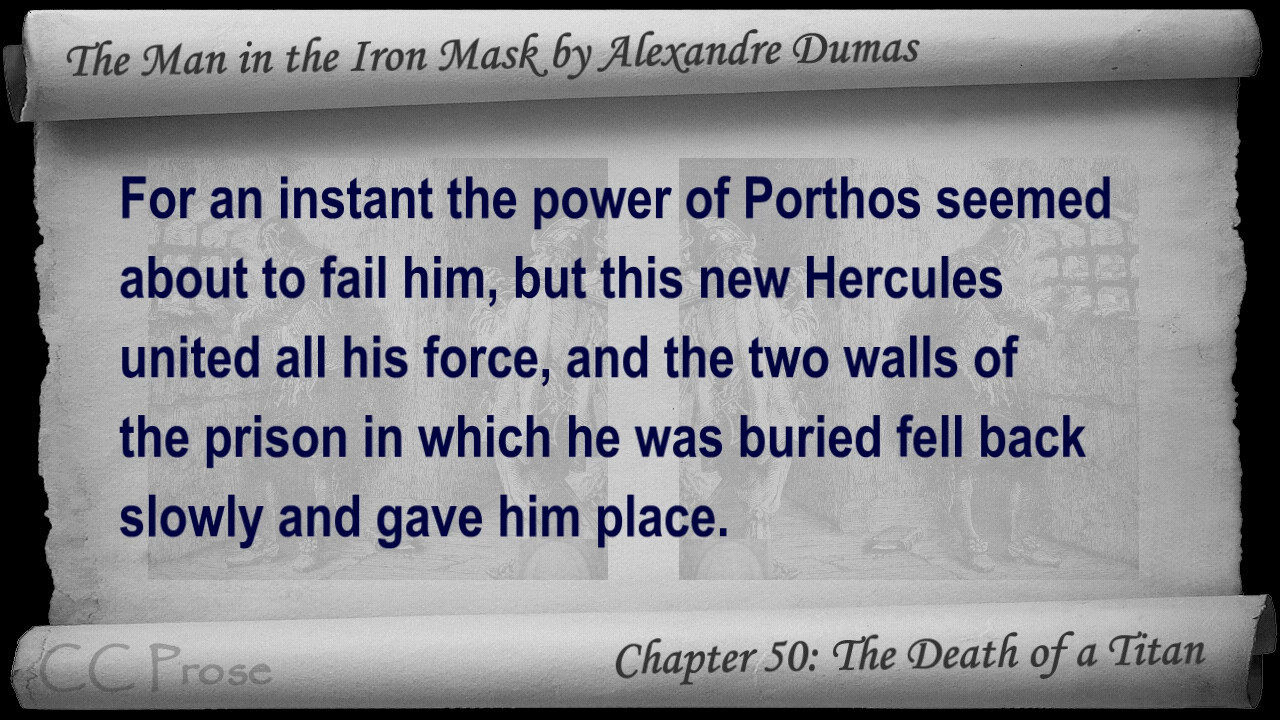 The Man in the Iron Mask by Alexandre Dumas
For an instant the power of Porthos seemed
about to fail him, but this new Hercules
united all his force, and the two walls of
the prison in which he was buried fell back
slowly and gave him place.
CC Prose
Chapter 50: The Death of a Titan